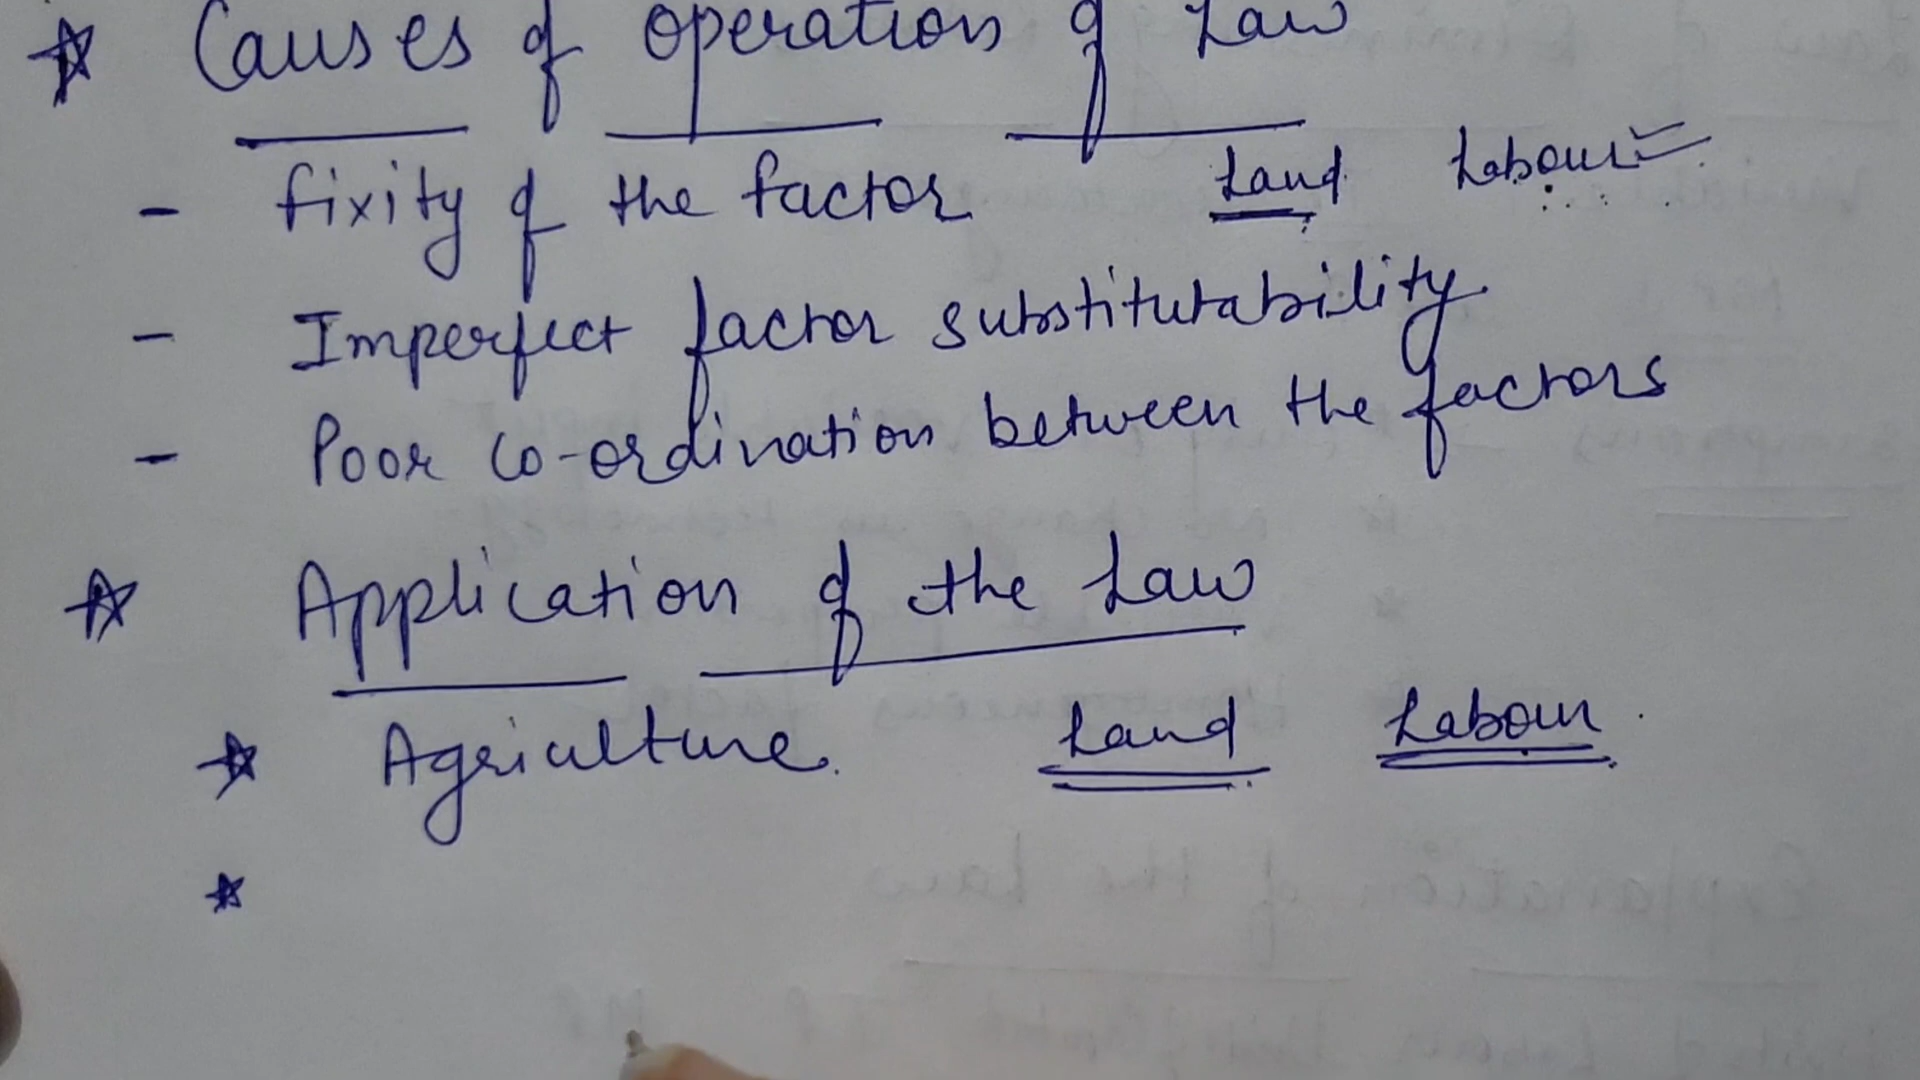 Causes of operation of Law
- fixity of the factor Land Labour
- Imperfect factor substitutability
- Poor co-ordination between the factors
Application of the Law
Agriculture. Land Labour